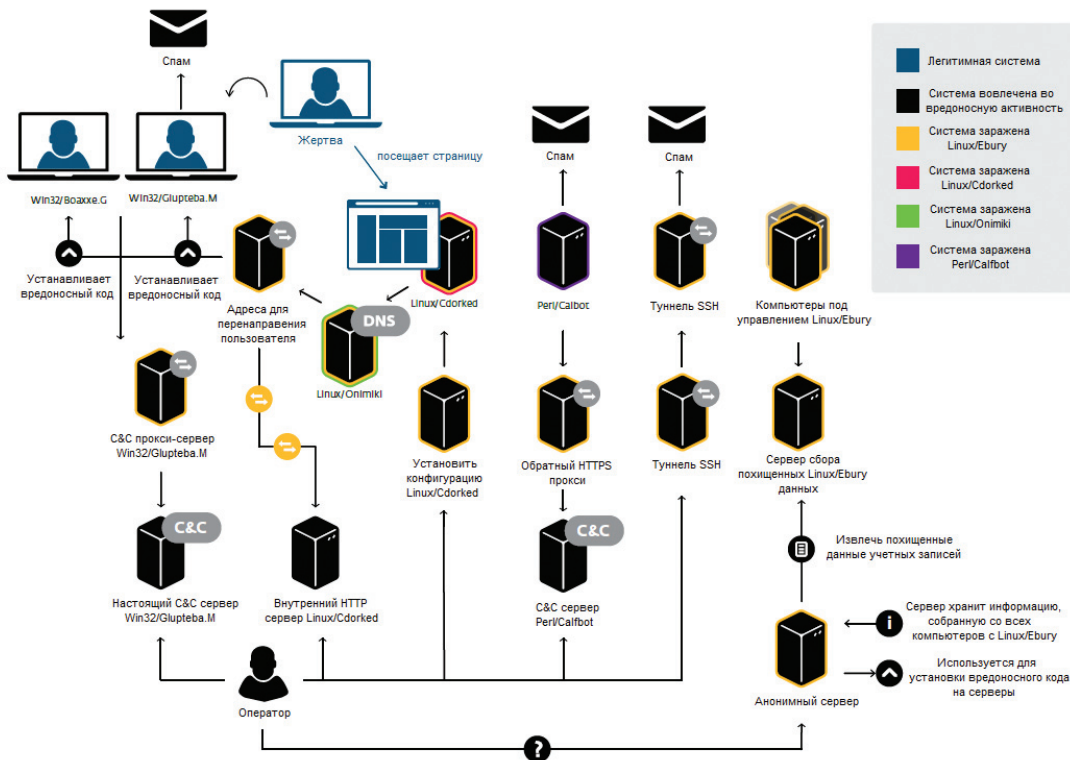 Спам
Жертва
посещает страницу
Win32/Boaxxe.G
Win32/Glupteba.M
Устанавливает
вредоносный код
Устанавливает
вредоносный код
Адреса для
перенаправления
пользователя
DNS
Linux/Onimiki
Linux/Cdorked
Спам
Perl/Calbot
Спам
Туннель SSH
Компьютеры под
управлением Linux/Ebury
C&C прокси-сервер
Win32/Glupteba.M
Установить
конфигурацию
Linux/Cdorked
Обратный HTTPS
прокси
Туннель SSH
Сервер сбора
похищенных Linux/Ebury
данных
C&C
Настоящий C&C сервер
Win32/Glupteba.M
Внутренний HTTP
сервер Linux/Cdorked
C&C
C&C сервер
Perl/Calfbot
Извлечь похищенные
данные учетных записей
i
Сервер хранит информацию,
собранную со всех
компьютеров с Linux/Ebury
Используется для
установки вредоносного кода
на серверы
Анонимный сервер
Оператор
?
Легитимная система
Система вовлечена во
вредоносную активность
Система заражена
Linux/Ebury
Система заражена
Linux/Cdorked
Система заражена
Linux/Onimiki
Система заражена
Perl/Calfbot